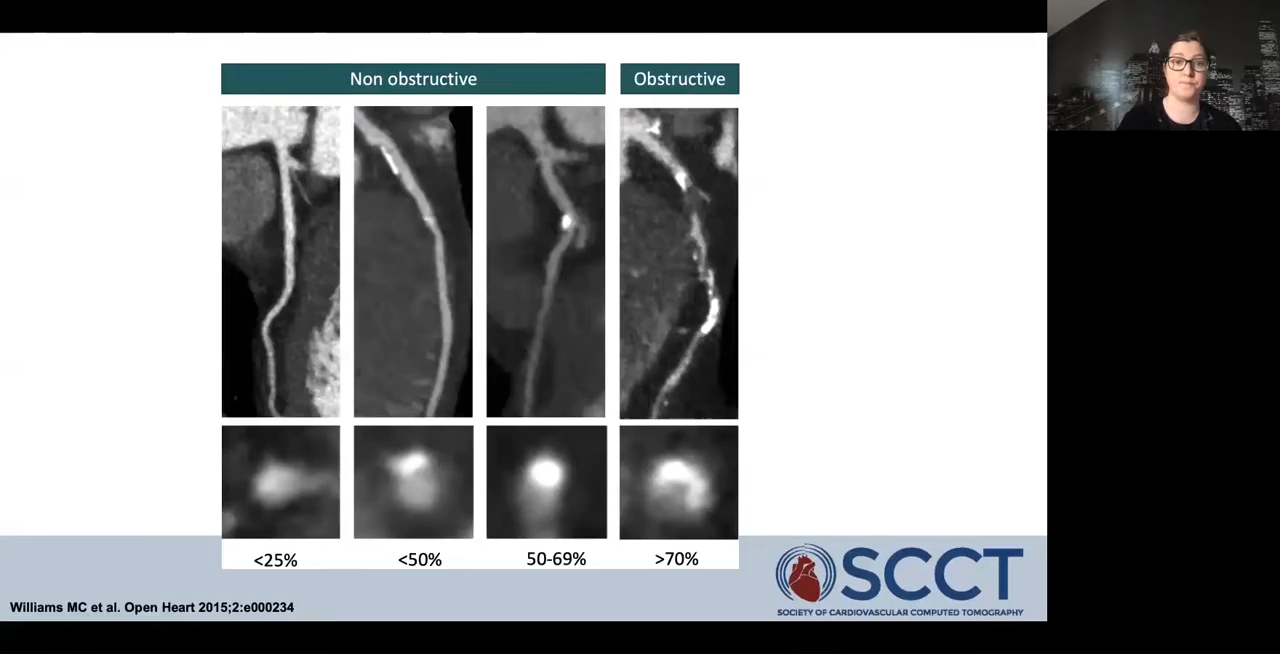 Non obstructive
Obstructive
<25%
<50%
50-69%
>70%
Williams MC et al. Open Heart 2015;2:e000234
SCCT
SOCIETY OF CARDIOVASCULAR COMPUTED TOMOGRAPHY